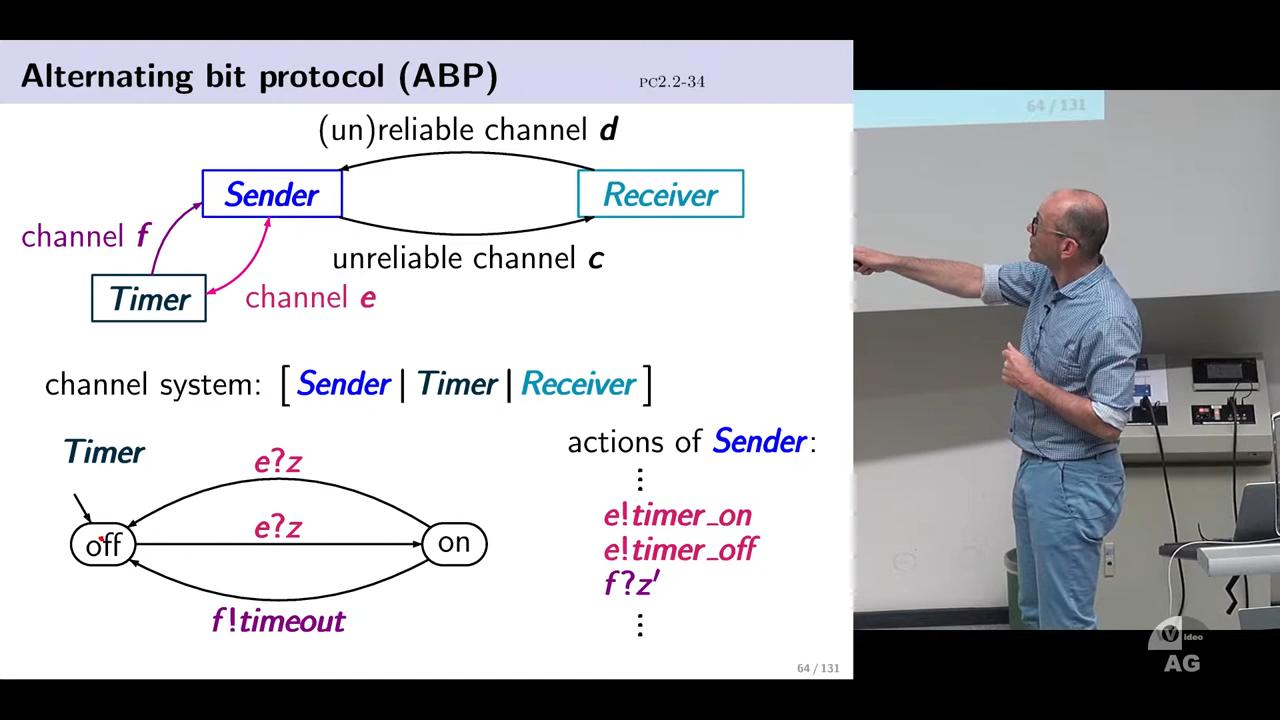 Alternating bit protocol (ABP)
PC2.2-34
(un)reliable channel d
Sender
Receiver
channel f
unreliable channel c
Timer
channel e
channel system: [ Sender | Timer | Receiver ]
Timer
actions of Sender:
e?z
⋮
e!timer_on
e?z
off
on
e!timer_off
f?z′
f!timeout
⋮
64 / 131
64 / 131
Video
AG